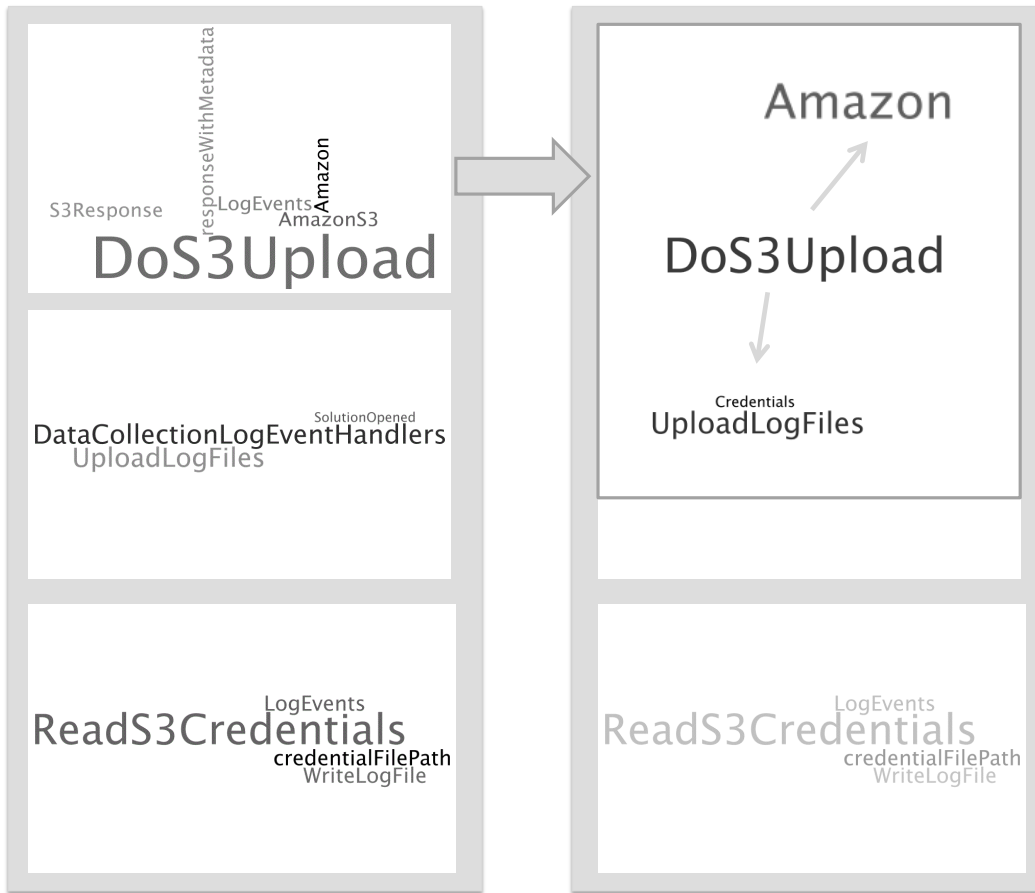 responseWithMetadata
Amazon
S3Response
LogEvents
AmazonS3
DoS3Upload
SolutionOpened
DataCollectionLogEventHandlers
UploadLogFiles
LogEvents
ReadS3Credentials
credentialFilePath
WriteLogFile
Amazon
DoS3Upload
Credentials
UploadLogFiles
LogEvents
ReadS3Credentials
credentialFilePath
WriteLogFile